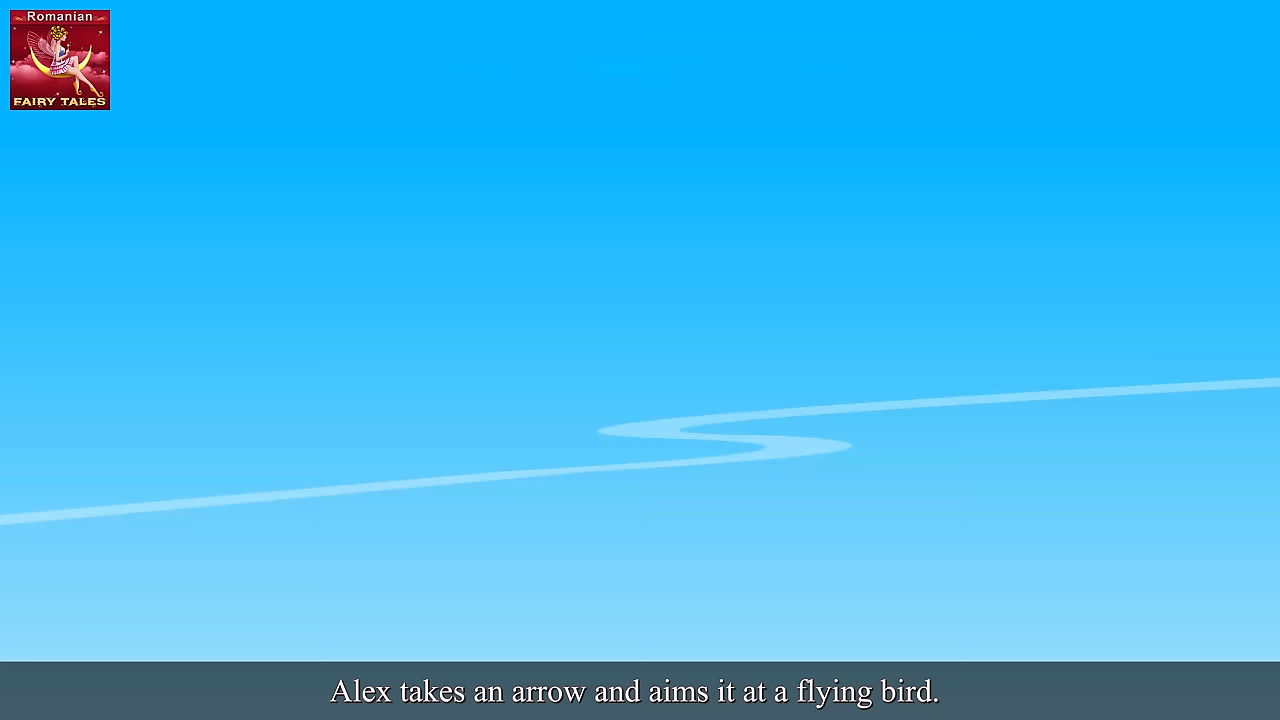 Romanian
FAIRY TALES
Alex takes an arrow and aims it at a flying bird.